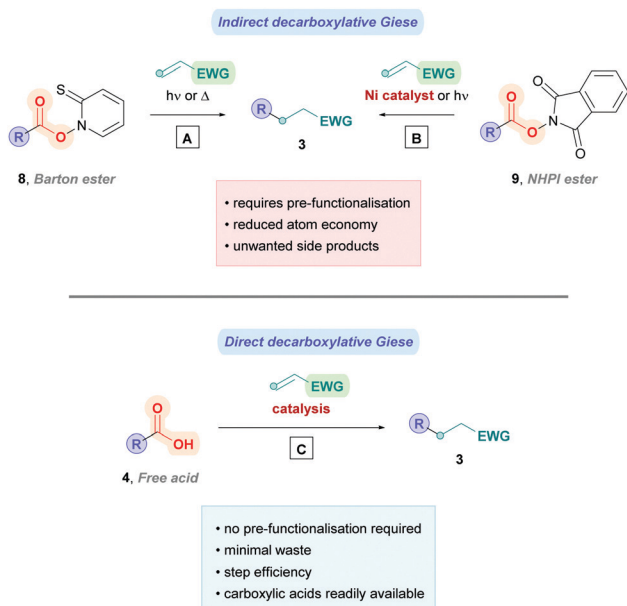 Indirect decarboxylative Giese
EWG
hν or Δ
A
EWG
Ni catalyst or hν
B
S
O
N
O
R
8, Barton ester
R
EWG
3
O
O
N
O
O
R
9, NHPI ester
• requires pre-functionalisation
• reduced atom economy
• unwanted side products
Direct decarboxylative Giese
EWG
catalysis
C
O
R
OH
4, Free acid
R
EWG
3
• no pre-functionalisation required
• minimal waste
• step efficiency
• carboxylic acids readily available